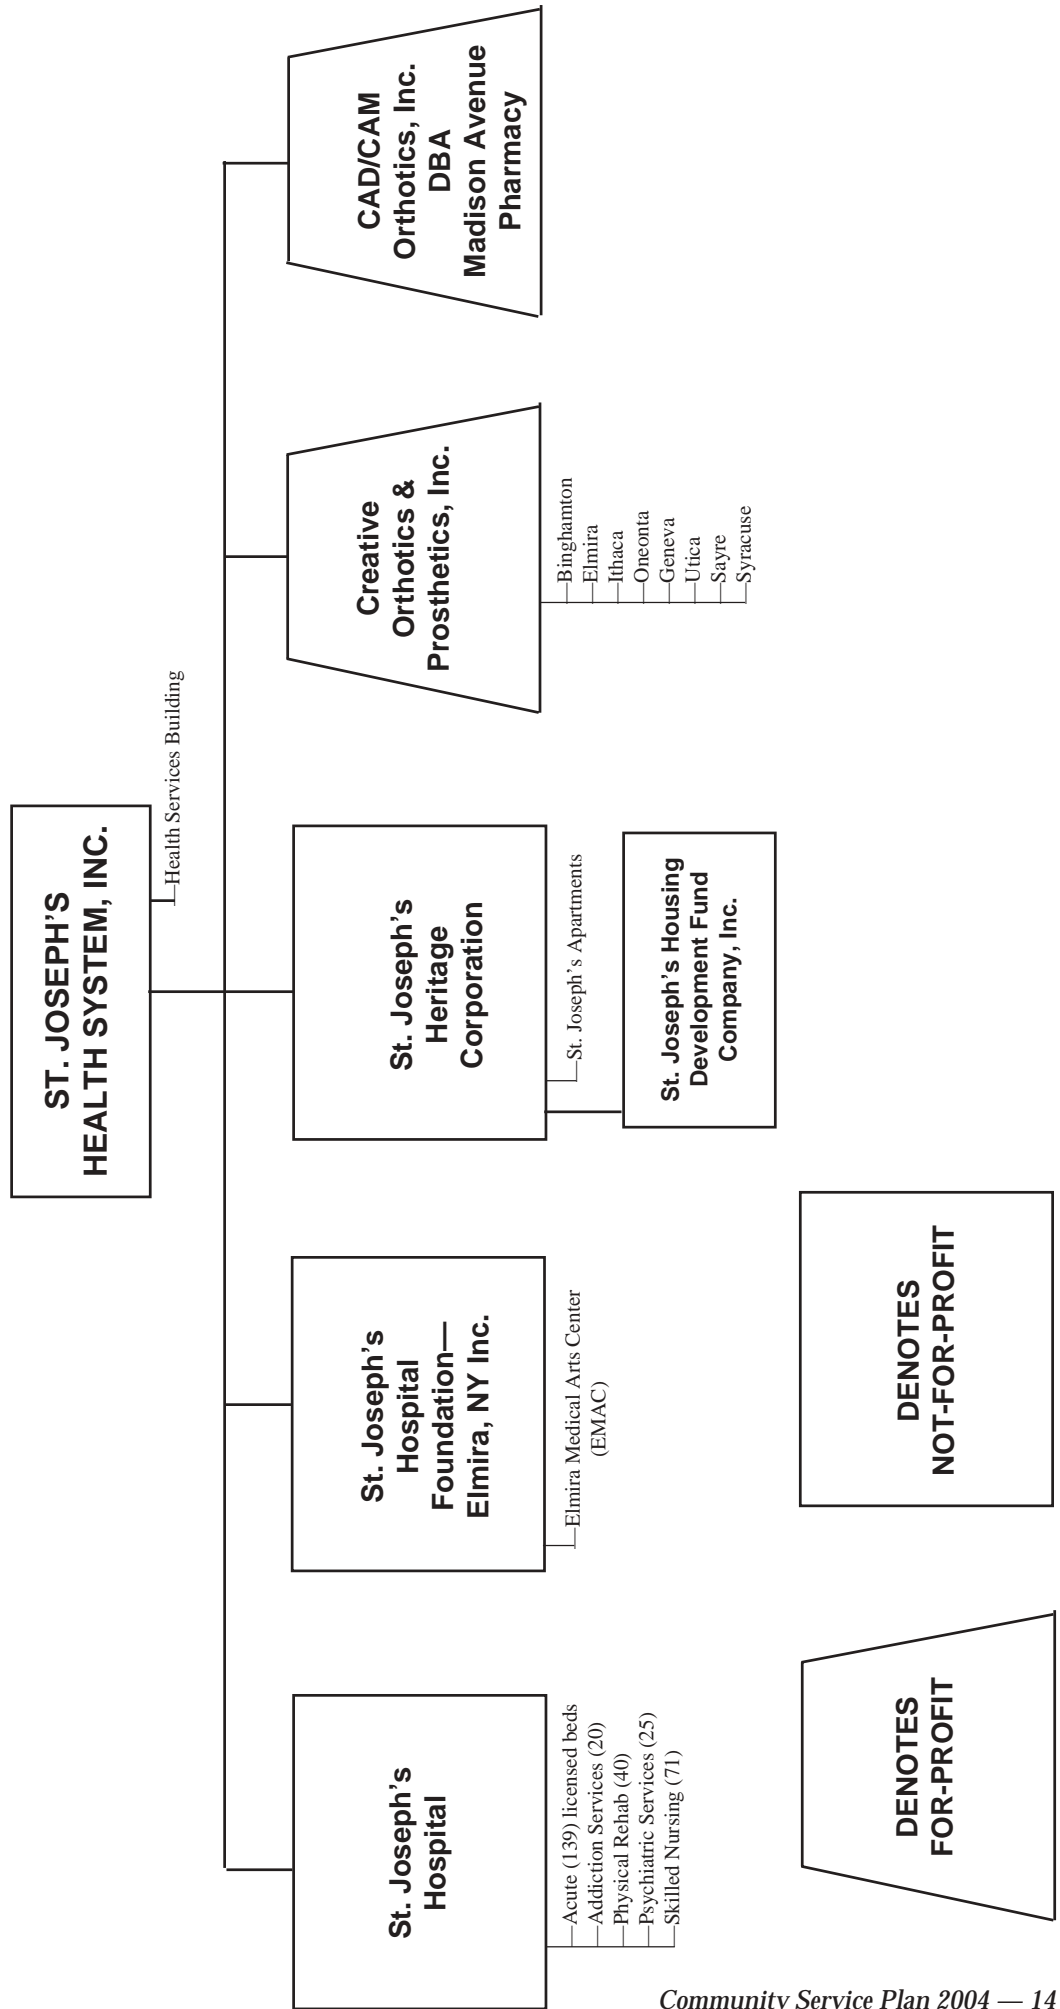 ST. JOSEPH'S
HEALTH SYSTEM, INC.
Health Services Building
St. Joseph's
Hospital
Acute (139) licensed beds
Addiction Services (20)
Physical Rehab (40)
Psychiatric Services (25)
Skilled Nursing (71)
St. Joseph's
Hospital
Foundation—
Elmira, NY Inc.
Elmira Medical Arts Center
(EMAC)
St. Joseph's
Heritage
Corporation
St. Joseph's Apartments
St. Joseph's Housing
Development Fund
Company, Inc.
Creative
Orthotics &
Prosthetics, Inc.
Binghamton
Elmira
Ithaca
Oneonta
Geneva
Utica
Sayre
Syracuse
CAD/CAM
Orthotics, Inc.
DBA
Madison Avenue
Pharmacy
DENOTES
FOR-PROFIT
DENOTES
NOT-FOR-PROFIT
Community Service Plan 2004 — 14